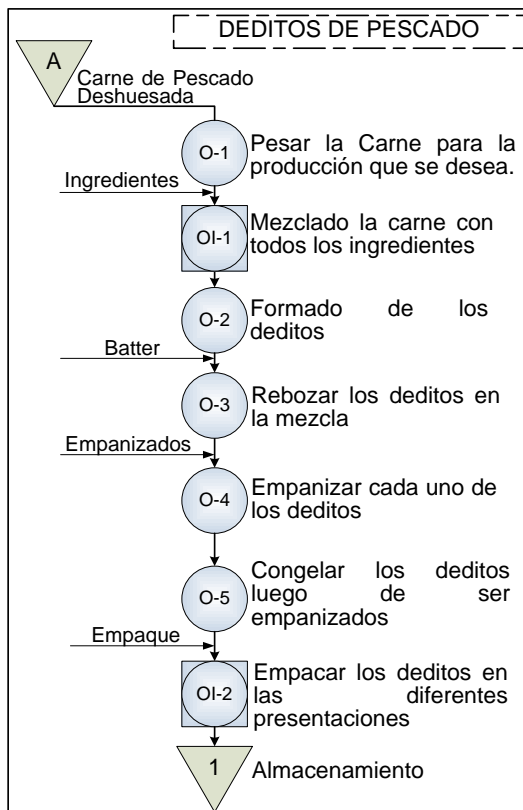 DEDITOS DE PESCADO
A
Carne de Pescado
Deshuesada
O-1
Pesar la Carne para la
producción que se desea.
Ingredientes
OI-1
Mezclado la carne con
todos los ingredientes
O-2
Formado de los
deditos
Batter
O-3
Rebozar los deditos en
la mezcla
Empanizados
O-4
Empanizar cada uno de
los deditos
O-5
Congelar los deditos
luego de ser
empanizados
Empaque
OI-2
Empacar los deditos en
las diferentes
presentaciones
1
Almacenamiento